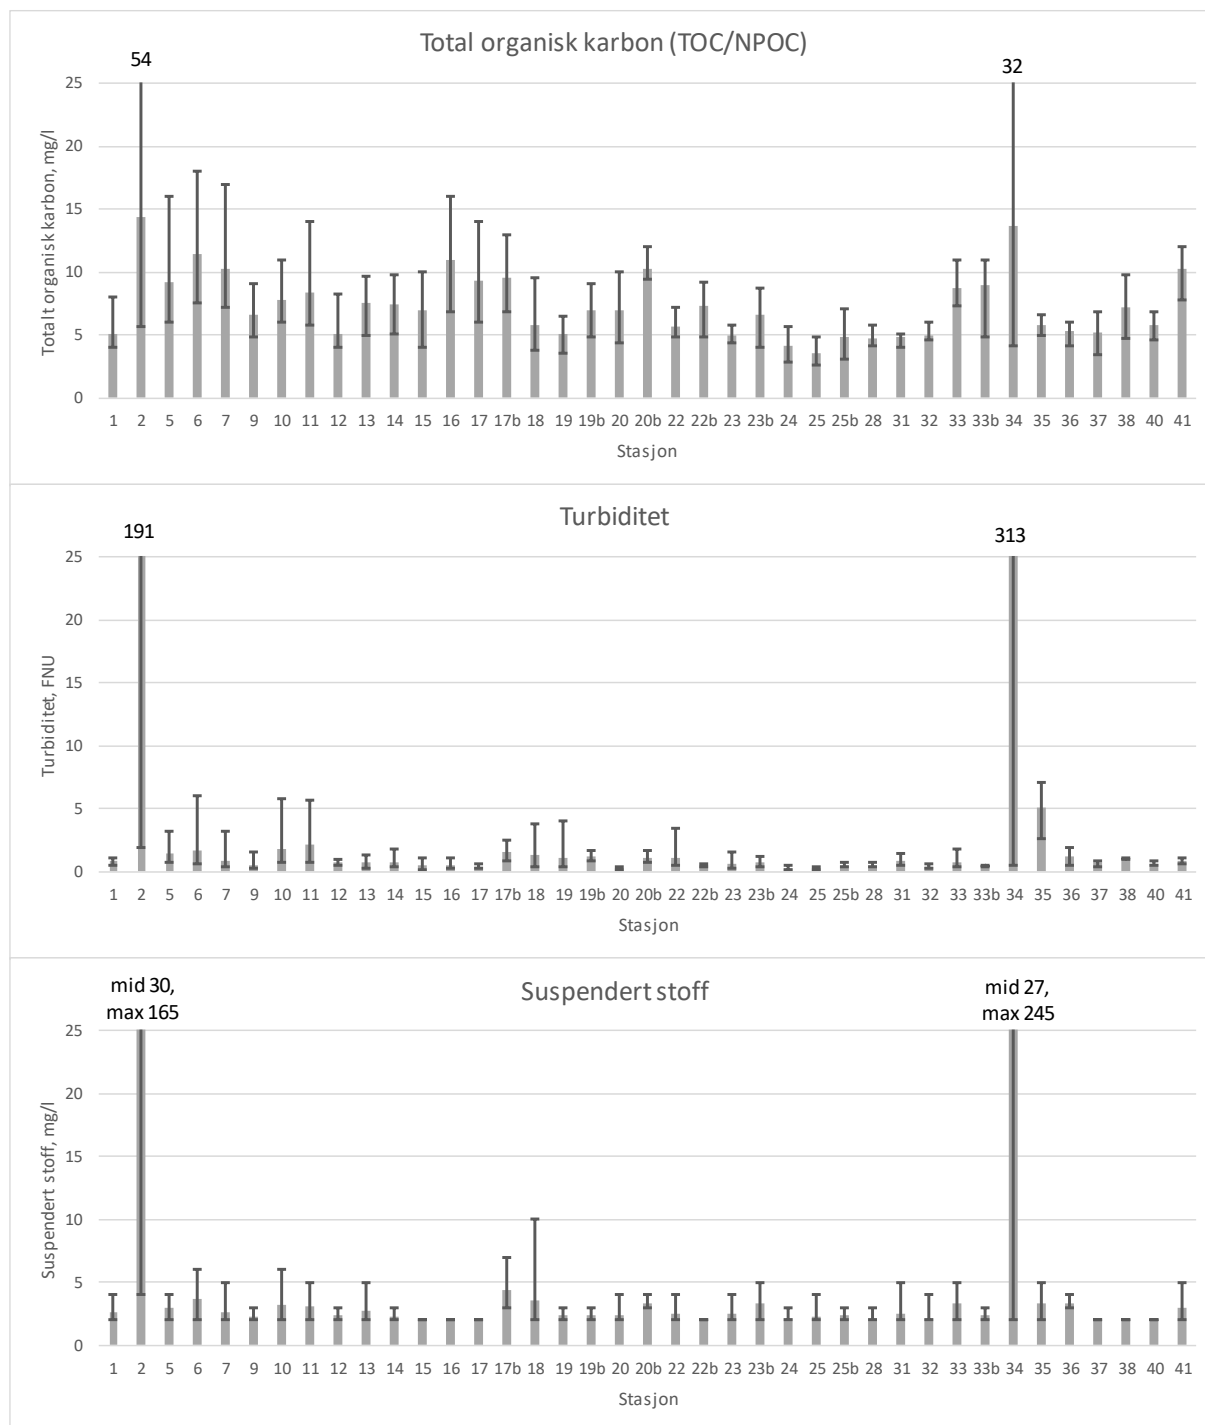 Total organisk karbon (TOC/NPOC)
54
32
Totalt organisk karbon, mg/l
25
20
15
10
5
0
1 2 5 6 7 9 10 11 12 13 14 15 16 17 17b 18 19 19b 20 20b 22 22b 23 23b 24 25 25b 28 31 32 33 33b 34 35 36 37 38 40 41
Stasjon
Turbiditet
191
313
Turbiditet, FNU
25
20
15
10
5
0
1 2 5 6 7 9 10 11 12 13 14 15 16 17 17b 18 19 19b 20 20b 22 22b 23 23b 24 25 25b 28 31 32 33 33b 34 35 36 37 38 40 41
Stasjon
mid 30,
max 165
Suspendert stoff
mid 27,
max 245
Suspendert stoff, mg/l
25
20
15
10
5
0
1 2 5 6 7 9 10 11 12 13 14 15 16 17 17b 18 19 19b 20 20b 22 22b 23 23b 24 25 25b 28 31 32 33 33b 34 35 36 37 38 40 41
Stasjon